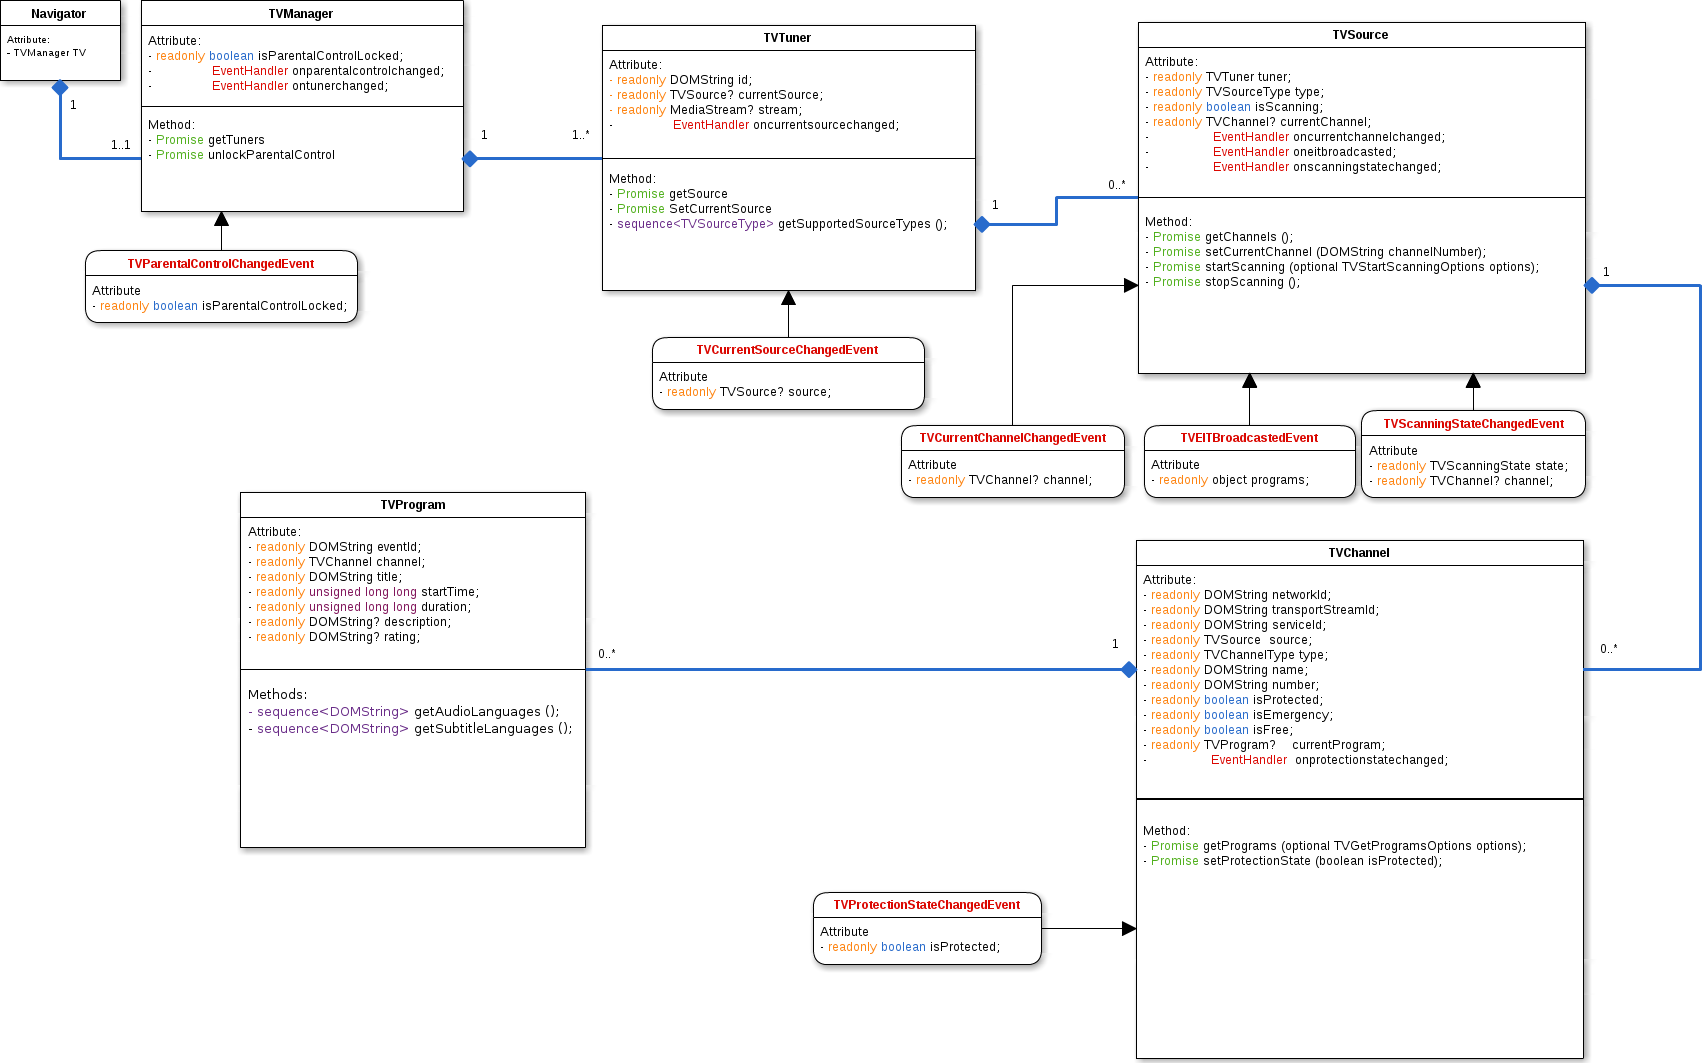 Navigator
Attribute:
- TVManager TV
1
1..1
TVManager
Attribute:
- readonly boolean isParentalControlLocked;
- EventHandler onparentalcontrolchanged;
- EventHandler ontunerchanged;
Method:
- Promise getTuners
- Promise unlockParentalControl
1
1..*
TVParentalControlChangedEvent
Attribute
- readonly boolean isParentalControlLocked;
TVTuner
Attribute:
- readonly DOMString id;
- readonly TVSource? currentSource;
- readonly MediaStream? stream;
- EventHandler oncurrentsourcechanged;
Method:
- Promise getSource
- Promise SetCurrentSource
- sequence<TVSourceType> getSupportedSourceTypes ();
1
0..*
TVCurrentSourceChangedEvent
Attribute
- readonly TVSource? source;
TVSource
Attribute:
- readonly TVTuner tuner;
- readonly TVSourceType type;
- readonly boolean isScanning;
- readonly TVChannel? currentChannel;
- EventHandler oncurrentchannelchanged;
- EventHandler oneitbroadcasted;
- EventHandler onscanningstatechanged;
Method:
- Promise getChannels ();
- Promise setCurrentChannel (DOMString channelNumber);
- Promise startScanning (optional TVStartScanningOptions options);
- Promise stopScanning ();
1
0..*
TVCurrentChannelChangedEvent
Attribute
- readonly TVChannel? channel;
TVEITBroadcastedEvent
Attribute
- readonly object programs;
TVScanningStateChangedEvent
Attribute
- readonly TVScanningState state;
- readonly TVChannel? channel;
TVProgram
Attribute:
- readonly DOMString eventId;
- readonly TVChannel channel;
- readonly DOMString title;
- readonly unsigned long long startTime;
- readonly unsigned long long duration;
- readonly DOMString? description;
- readonly DOMString? rating;
Methods:
- sequence<DOMString> getAudioLanguages ();
- sequence<DOMString> getSubtitleLanguages ();
0..*
1
TVChannel
Attribute:
- readonly DOMString networkId;
- readonly DOMString transportStreamId;
- readonly DOMString serviceId;
- readonly TVSource source;
- readonly TVChannelType type;
- readonly DOMString name;
- readonly DOMString number;
- readonly boolean isProtected;
- readonly boolean isEmergency;
- readonly boolean isFree;
- readonly TVProgram? currentProgram;
- EventHandler onprotectionstatechanged;
Method:
- Promise getPrograms (optional TVGetProgramsOptions options);
- Promise setProtectionState (boolean isProtected);
TVProtectionStateChangedEvent
Attribute
- readonly boolean isProtected;